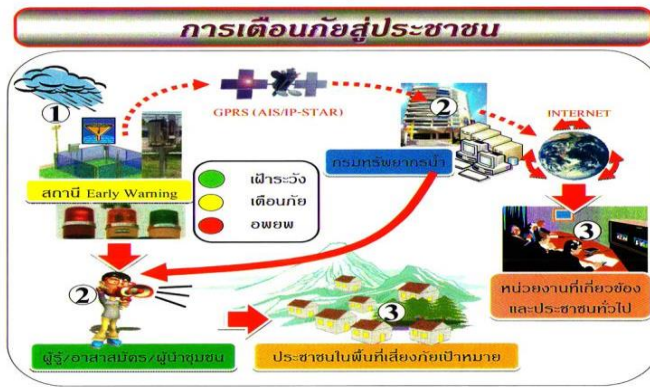 การเตือนภัยสู่ประชาชน
1
GPRS (AIS/IP-STAR)
2
INTERNET
กรมทรัพยากรน้ำ
สถานี Early Warning
เฝ้าระวัง
เตือนภัย
อพยพ
3
หน่วยงานที่เกี่ยวข้อง
และประชาชนทั่วไป
2
3
ผู้รู้/อาสาสมัคร/ผู้นำชุมชน
ประชาชนในพื้นที่เสี่ยงภัยเป้าหมาย